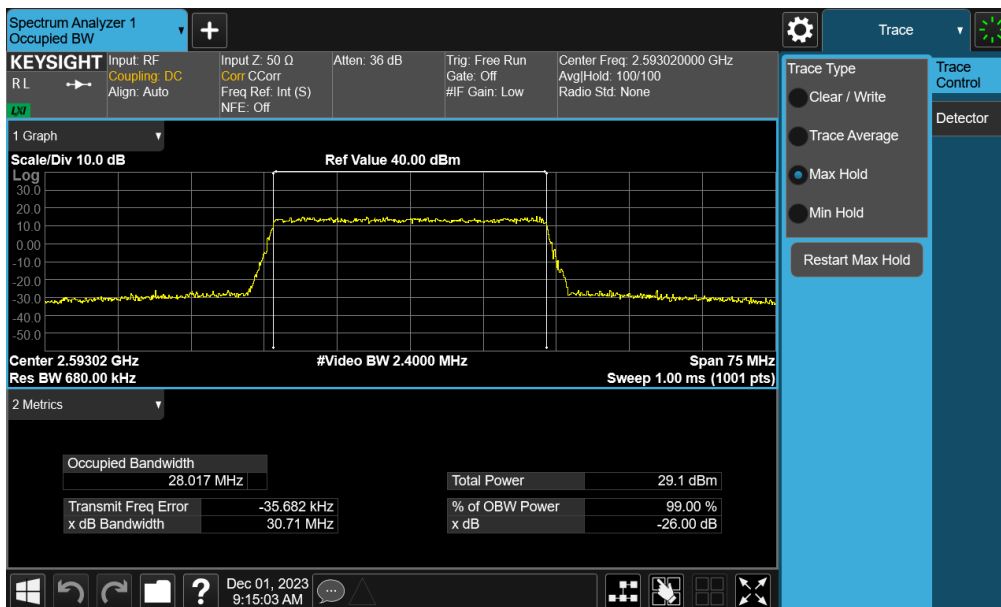 Spectrum Analyzer 1
Occupied BW
+
Trace
KEYSIGHT
R L
LXI
Input: RF
Coupling: DC
Align: Auto
Input Z: 50 Ω
Corr CCorr
Freq Ref: Int (S)
NFE: Off
Atten: 36 dB
Trig: Free Run
Gate: Off
#IF Gain: Low
Center Freq: 2.593020000 GHz
Avg|Hold: 100/100
Radio Std: None
Trace Type
Clear / Write
Trace Average
Max Hold
Min Hold
Restart Max Hold
Trace
Control
Detector
1 Graph
Scale/Div 10.0 dB
Ref Value 40.00 dBm
Log
30.0
20.0
10.0
0.00
-10.0
-20.0
-30.0
-40.0
-50.0
Center 2.59302 GHz
#Video BW 2.4000 MHz
Span 75 MHz
Res BW 680.00 kHz
Sweep 1.00 ms (1001 pts)
2 Metrics
Occupied Bandwidth
28.017 MHz
Total Power 29.1 dBm
Transmit Freq Error -35.682 kHz
% of OBW Power 99.00 %
x dB Bandwidth 30.71 MHz
x dB -26.00 dB
?
Dec 01, 2023
9:15:03 AM